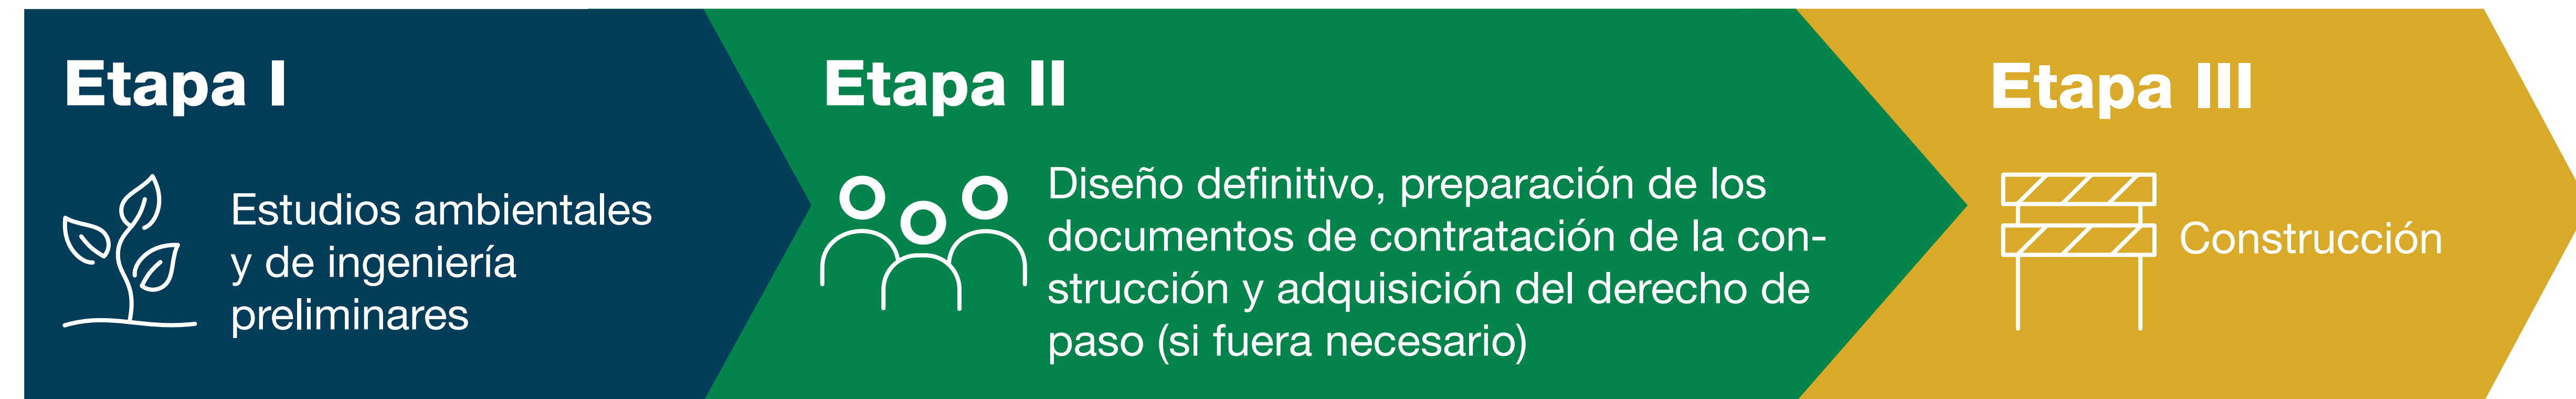 Etapa I
Estudios ambientales
y de ingeniería
preliminares
Etapa II
Diseño definitivo, preparación de los
documentos de contratación de la con-
strucción y adquisición del derecho de
paso (si fuera necesario)
Etapa III
Construcción